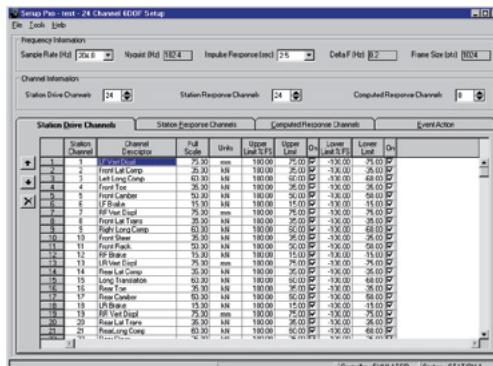 Setup Pro - test - 24 Channel 6DOF Setup
File Tools Help
Frequency Information
Sample Rate (Hz) 204.8 Nyquist (Hz) 102.4 Impulse Response (sec) 2.5 Delta F (Hz) 0.2 Frame Size (pts) 1024
Channel Information
Station Drive Channels 24 Station Response Channels 24 Computed Response Channels 0
Station Drive Channels Station Response Channels Computed Response Channels Event Action
Station Channel Channel Descriptor Full Scale Units Upper Limit % FS Upper Limit On Lower Limit % FS Lower Limit On
1 1 LF Vert Displ 75.00 mm 100.00 75.00 -100.00 -75.00
2 2 Front Lat Comp 35.00 kN 100.00 35.00 -100.00 -35.00
3 3 Left Long Comp 60.00 kN 100.00 60.00 -100.00 -60.00
4 4 Front Toe 35.00 kN 100.00 35.00 -100.00 -35.00
5 5 Front Camber 50.00 kN 100.00 50.00 -100.00 -50.00
6 6 LF Brake 15.00 kN 100.00 15.00 -100.00 -15.00
7 7 RF Vert Displ 75.00 mm 100.00 75.00 -100.00 -75.00
8 8 Front Lat Trans 35.00 kN 100.00 35.00 -100.00 -35.00
9 9 Right Long Comp 60.00 kN 100.00 60.00 -100.00 -60.00
10 10 Front Steer 35.00 kN 100.00 35.00 -100.00 -35.00
11 11 Front Rack 50.00 kN 100.00 50.00 -100.00 -50.00
12 12 RF Brake 15.00 kN 100.00 15.00 -100.00 -15.00
13 13 LR Vert Displ 75.00 mm 100.00 75.00 -100.00 -75.00
14 14 Rear Lat Comp 35.00 kN 100.00 35.00 -100.00 -35.00
15 15 Long Translation 60.00 kN 100.00 60.00 -100.00 -60.00
16 16 Rear Toe 35.00 kN 100.00 35.00 -100.00 -35.00
17 17 Rear Camber 50.00 kN 100.00 50.00 -100.00 -50.00
18 18 LR Brake 15.00 kN 100.00 15.00 -100.00 -15.00
19 19 RR Vert Displ 75.00 mm 100.00 75.00 -100.00 -75.00
20 20 Rear Lat Trans 35.00 kN 100.00 35.00 -100.00 -35.00
21 21 Rear Long Comp 60.00 kN 100.00 60.00 -100.00 -60.00